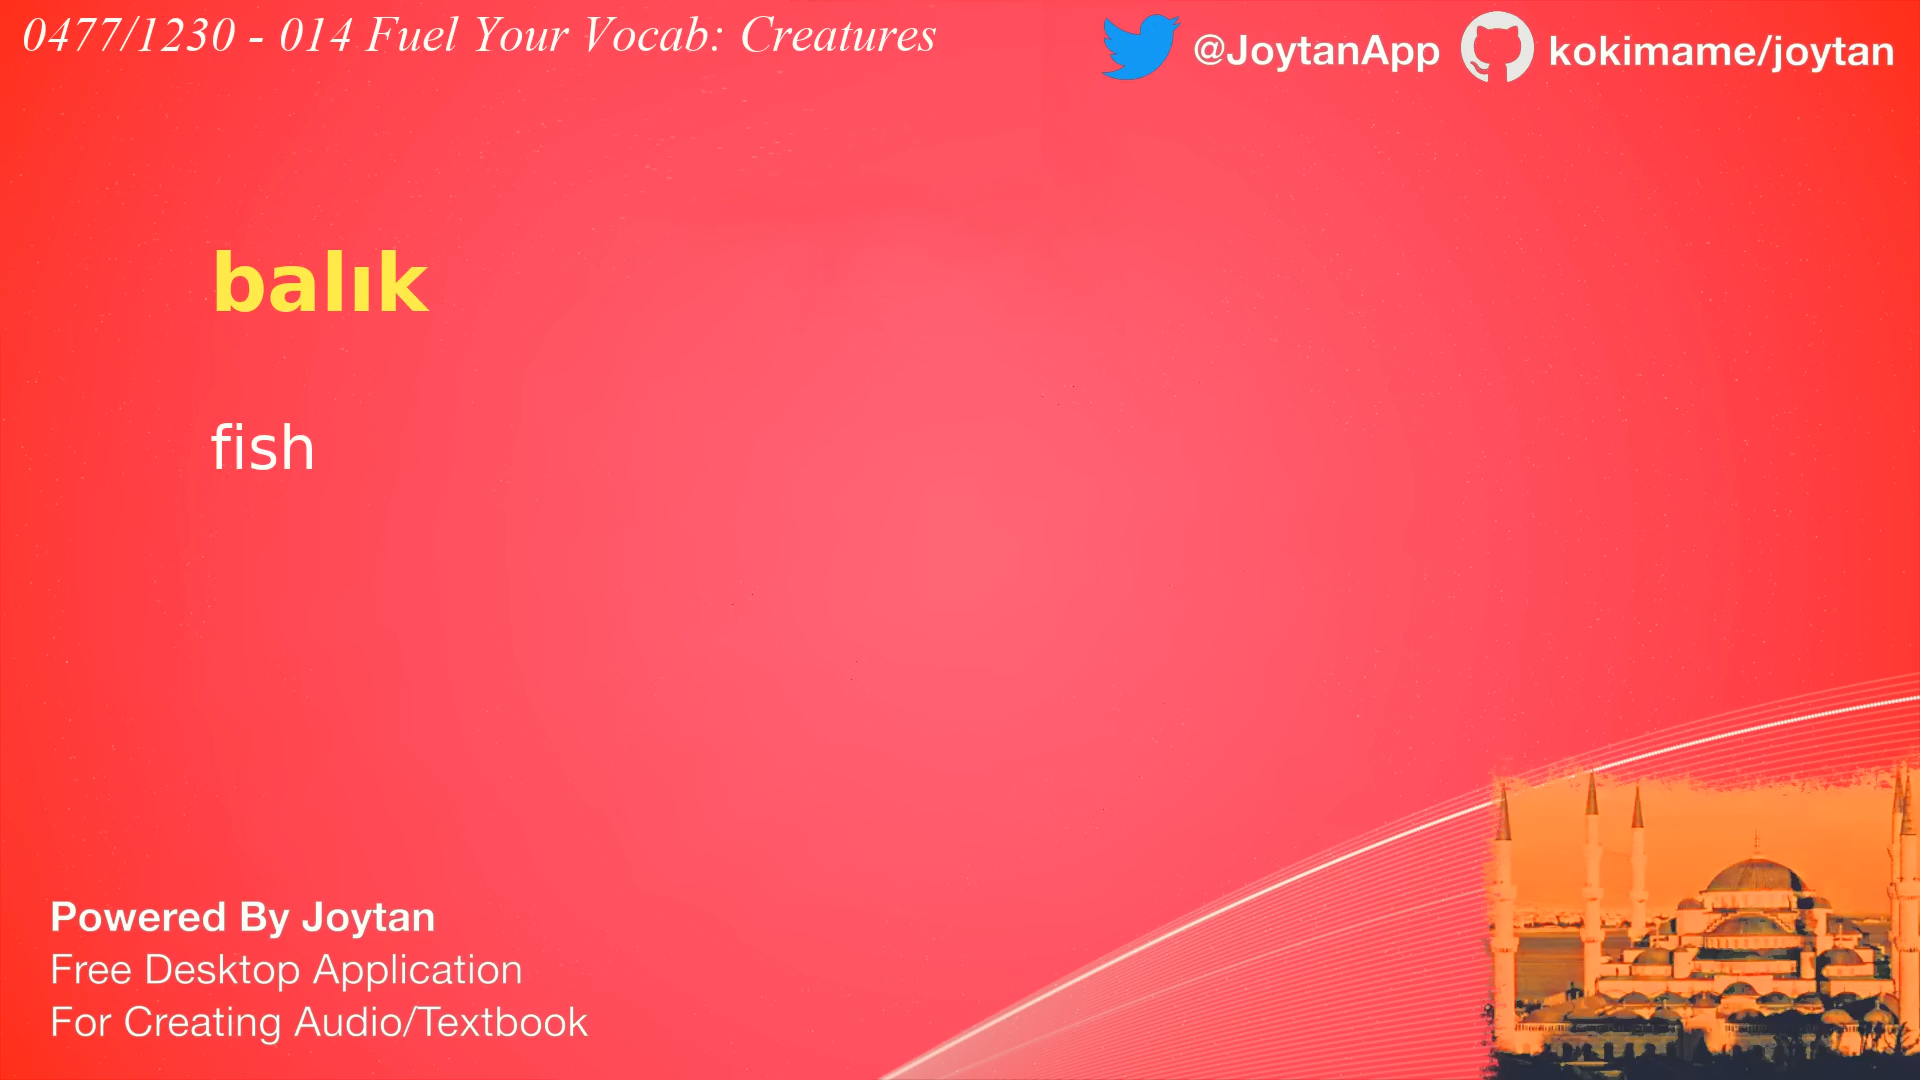 0477/1230 - 014 Fuel Your Vocab: Creatures
@JoytanApp
kokimame/joytan
balık
fish
Powered By Joytan
Free Desktop Application
For Creating Audio/Textbook